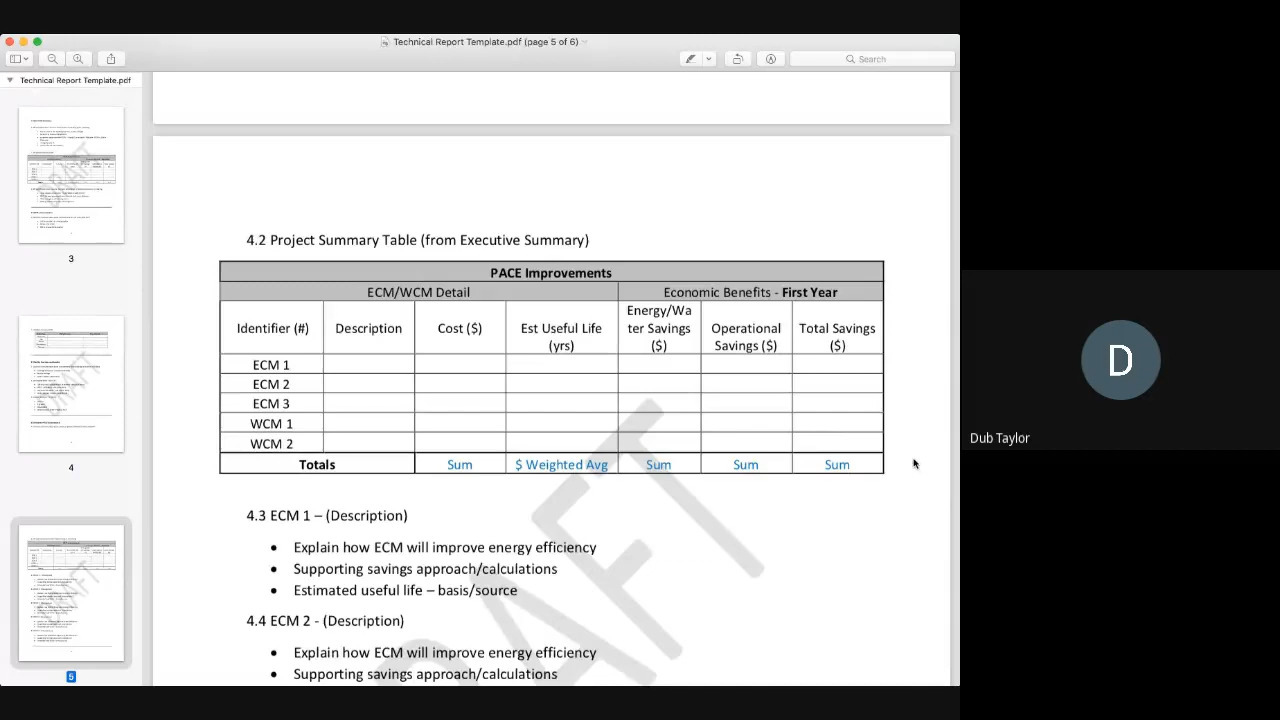 Technical Report Template.pdf (page 5 of 6)
Search
Technical Report Template.pdf
3
4
5
4.2 Project Summary Table (from Executive Summary)
PACE Improvements
ECM/WCM Detail
Economic Benefits - First Year
Identifier (#)
Description
Cost ($)
Est Useful Life
(yrs)
Energy/Wa
ter Savings
($)
Operational
Savings ($)
Total Savings
($)
ECM 1
ECM 2
ECM 3
WCM 1
WCM 2
Totals
Sum
$ Weighted Avg
Sum
Sum
Sum
4.3 ECM 1 – (Description)
• Explain how ECM will improve energy efficiency
• Supporting savings approach/calculations
• Estimated useful life – basis/source
4.4 ECM 2 - (Description)
• Explain how ECM will improve energy efficiency
• Supporting savings approach/calculations
DRAFT
D
Dub Taylor